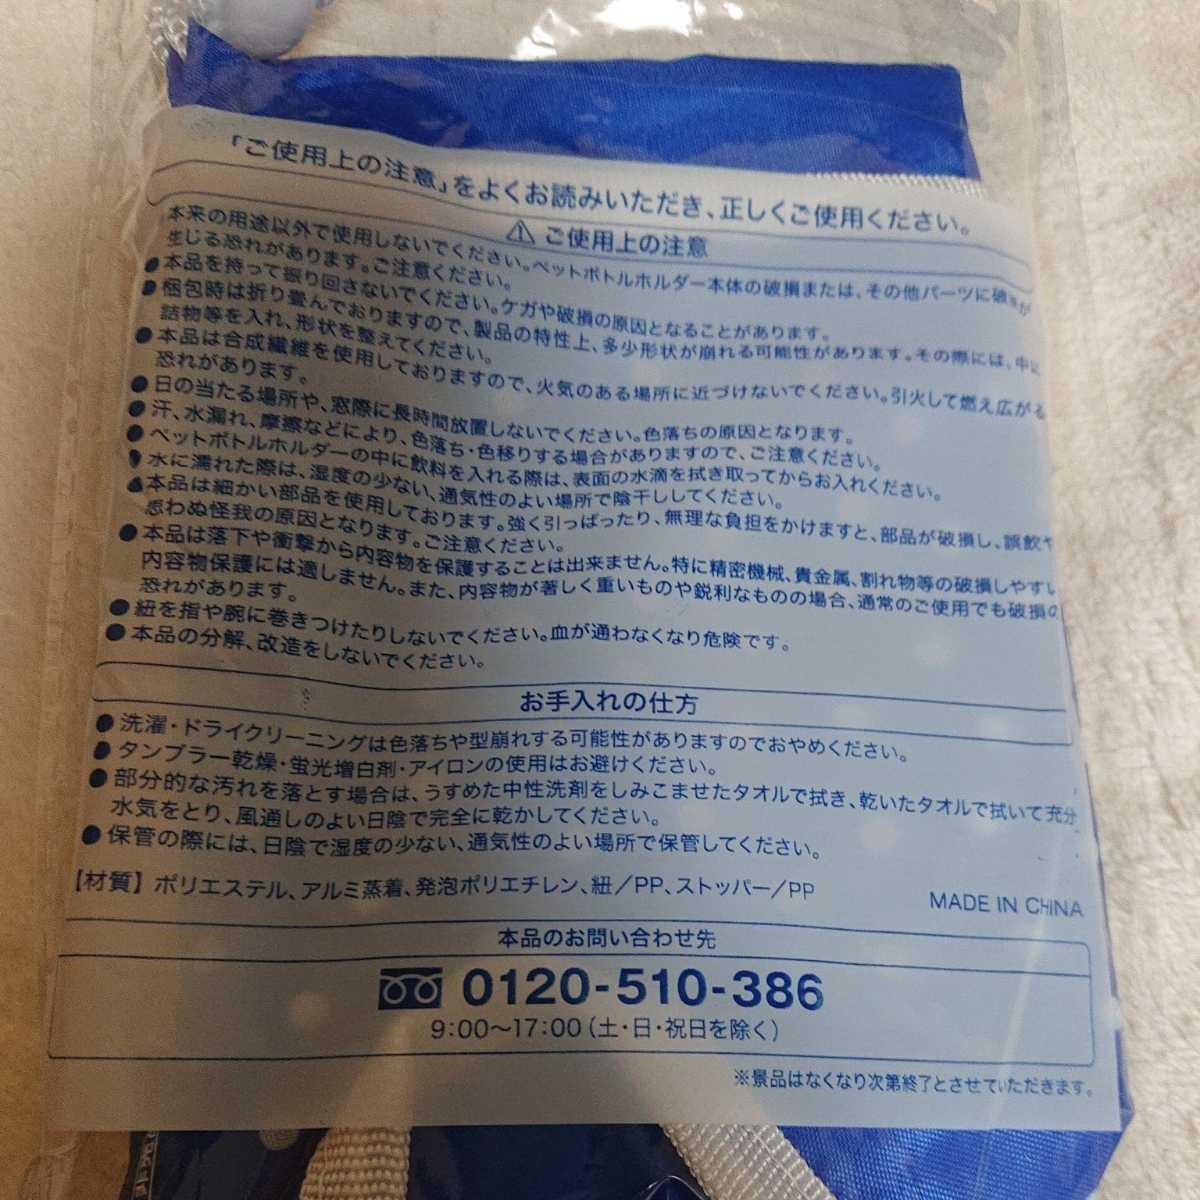 「ご使用上の注意」をよくお読みいただき、正しくご使用ください。
⚠ ご使用上の注意
本来の用途以外で使用しないでください。ペットボトルホルダー本体の破損または、その他パーツに破損が
生じる恐れがあります。ご注意ください。
●本品を持って振り回さないでください。ケガや破損の原因となることがあります。
●梱包時は折り畳んでおりますので、製品の特性上、多少形状が崩れる可能性があります。その際には、中に
詰物等を入れ、形状を整えてください。
●本品は合成繊維を使用しておりますので、火気のある場所に近づけないでください。引火して燃え広がる
恐れがあります。
●日の当たる場所や、窓際に長時間放置しないでください。色落ちの原因となります。
●汗、水漏れ、摩擦などにより、色落ち・色移りする場合がありますので、ご注意ください。
●ペットボトルホルダーの中に飲料を入れる際は、表面の水滴を拭き取ってからお入れください。
●水に濡れた際は、湿度の少ない、通気性のよい場所で陰干ししてください。
●本品は細かい部品を使用しております。強く引っぱったり、無理な負担をかけますと、部品が破損し、誤飲や
思わぬ怪我の原因となります。ご注意ください。
●本品は落下や衝撃から内容物を保護することは出来ません。特に精密機械、貴金属、割れ物等の破損しやすい
内容物保護には適しません。また、内容物が著しく重いものや鋭利なものの場合、通常のご使用でも破損の
恐れがあります。
●紐を指や腕に巻きつけたりしないでください。血が通わなくなり危険です。
●本品の分解、改造をしないでください。
お手入れの仕方
●洗濯・ドライクリーニングは色落ちや型崩れする可能性がありますのでおやめください。
●タンブラー乾燥・蛍光増白剤・アイロンの使用はお避けください。
●部分的な汚れを落とす場合は、うすめた中性洗剤をしみこませたタオルで拭き、乾いたタオルで拭いて充分
水気をとり、風通しのよい日陰で完全に乾かしてください。
●保管の際には、日陰で湿度の少ない、通気性のよい場所で保管してください。
【材質】ポリエステル、アルミ蒸着、発泡ポリエチレン、紐／PP、ストッパー／PP
MADE IN CHINA
本品のお問い合わせ先
0120-510-386
9:00～17:00（土・日・祝日を除く）
※景品はなくなり次第終了とさせていただきます。